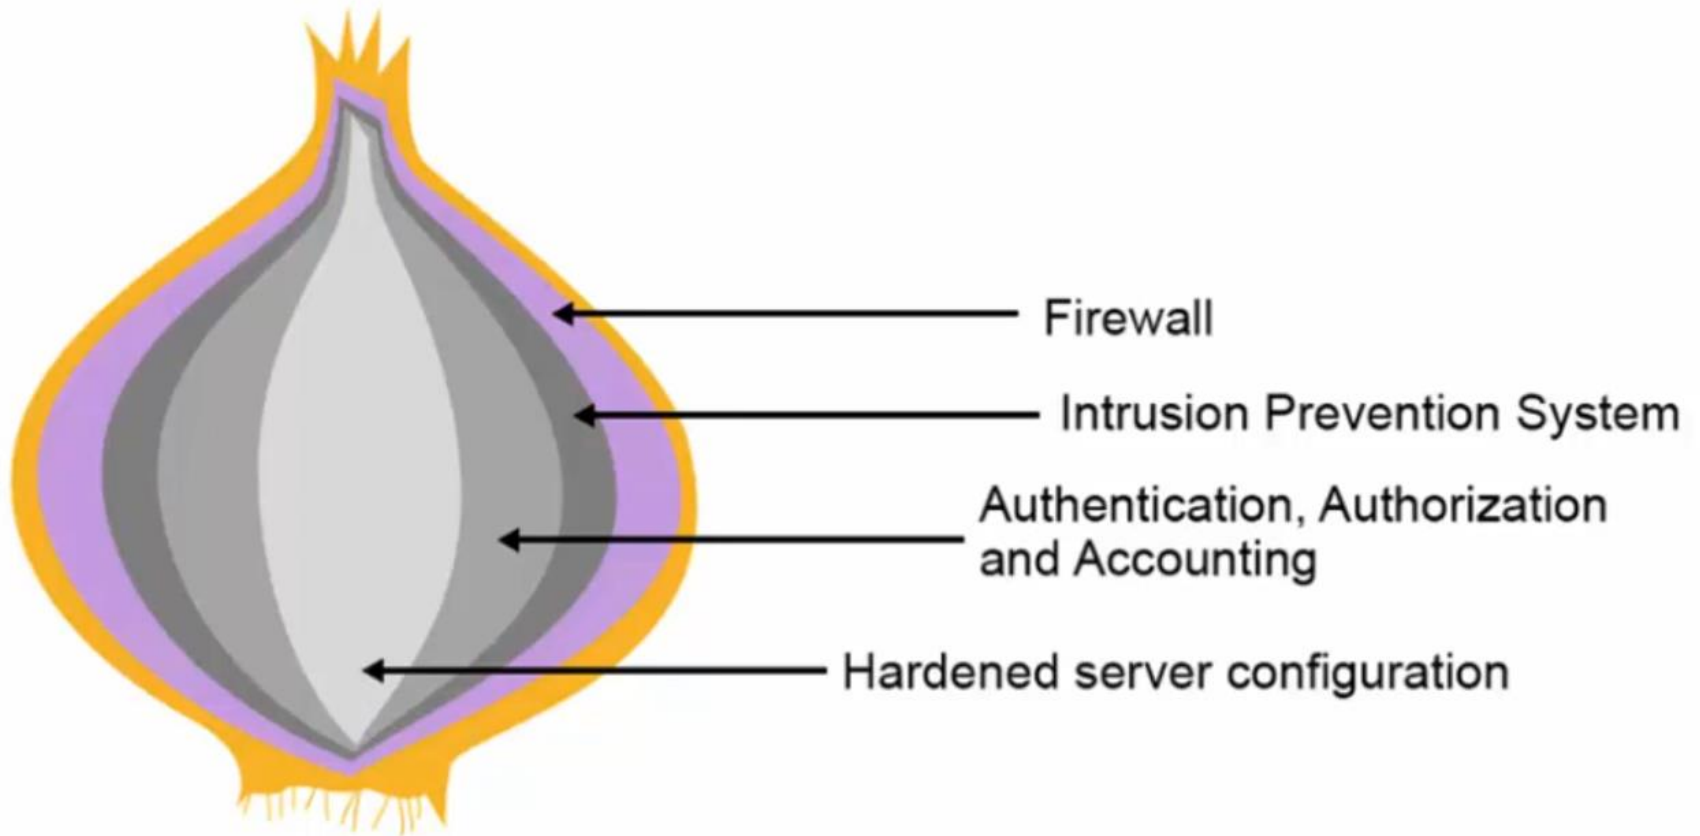 Firewall
Intrusion Prevention System
Authentication, Authorization
and Accounting
Hardened server configuration